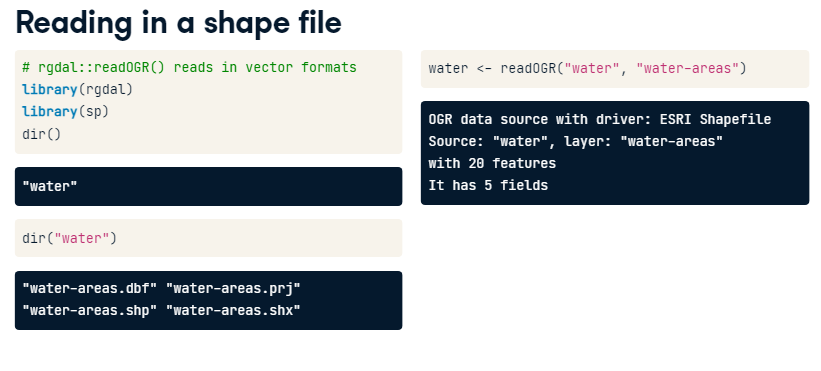 Reading in a shape file
# rgdal::readOGR() reads in vector formats
library(rgdal)
library(sp)
dir()
"water"
dir("water")
"water-areas.dbf" "water-areas.prj"
"water-areas.shp" "water-areas.shx"
water <- readOGR("water", "water-areas")
OGR data source with driver: ESRI Shapefile
Source: "water", layer: "water-areas"
with 20 features
It has 5 fields